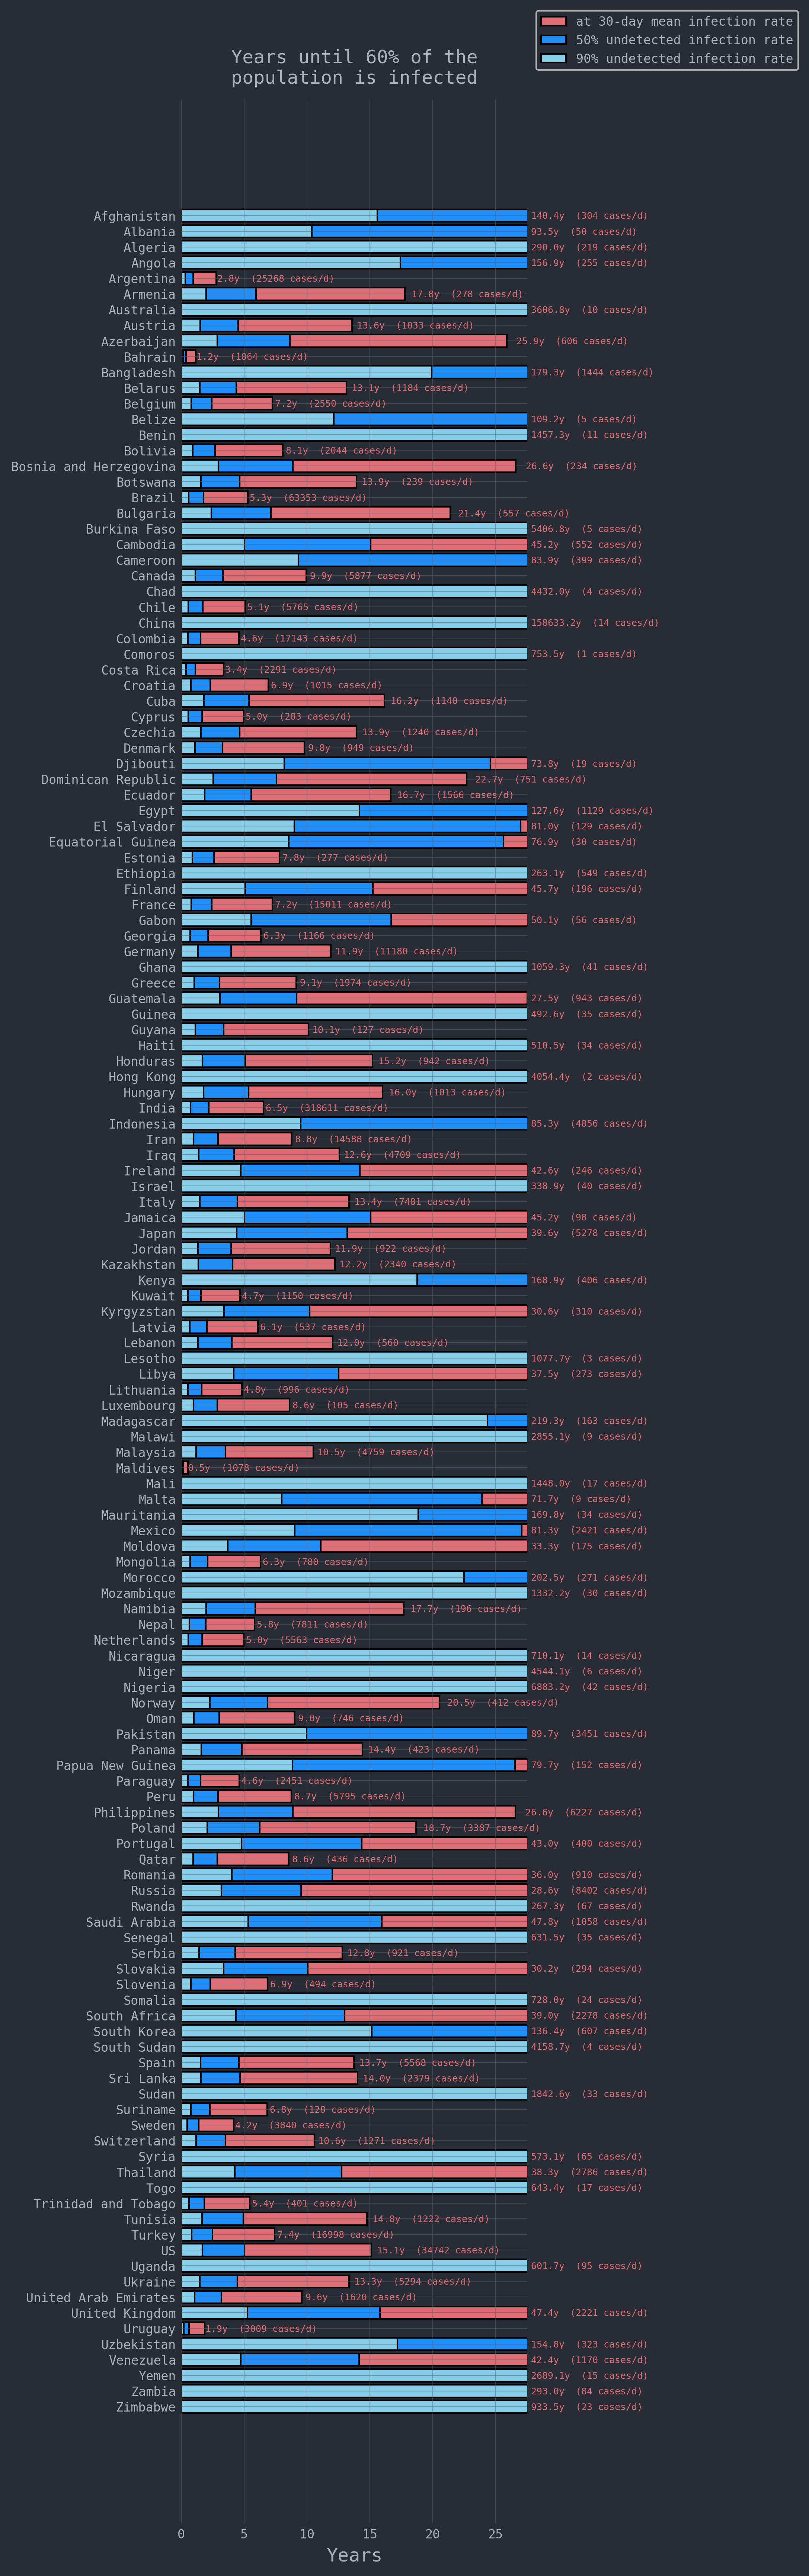 at 30-day mean infection rate
50% undetected infection rate
90% undetected infection rate
Years until 60% of the
population is infected
Afghanistan 140.4y (304 cases/d)
Albania 93.5y (50 cases/d)
Algeria 290.0y (219 cases/d)
Angola 156.9y (255 cases/d)
Argentina 2.8y (25268 cases/d)
Armenia 17.8y (278 cases/d)
Australia 3606.8y (10 cases/d)
Austria 13.6y (1033 cases/d)
Azerbaijan 25.9y (606 cases/d)
Bahrain 1.2y (1864 cases/d)
Bangladesh 179.3y (1444 cases/d)
Belarus 13.1y (1184 cases/d)
Belgium 7.2y (2550 cases/d)
Belize 109.2y (5 cases/d)
Benin 1457.3y (11 cases/d)
Bolivia 8.1y (2044 cases/d)
Bosnia and Herzegovina 26.6y (234 cases/d)
Botswana 13.9y (239 cases/d)
Brazil 5.3y (63353 cases/d)
Bulgaria 21.4y (557 cases/d)
Burkina Faso 5406.8y (5 cases/d)
Cambodia 45.2y (552 cases/d)
Cameroon 83.9y (399 cases/d)
Canada 9.9y (5877 cases/d)
Chad 4432.0y (4 cases/d)
Chile 5.1y (5765 cases/d)
China 158633.2y (14 cases/d)
Colombia 4.6y (17143 cases/d)
Comoros 753.5y (1 cases/d)
Costa Rica 3.4y (2291 cases/d)
Croatia 6.9y (1015 cases/d)
Cuba 16.2y (1140 cases/d)
Cyprus 5.0y (283 cases/d)
Czechia 13.9y (1240 cases/d)
Denmark 9.8y (949 cases/d)
Djibouti 73.8y (19 cases/d)
Dominican Republic 22.7y (751 cases/d)
Ecuador 16.7y (1566 cases/d)
Egypt 127.6y (1129 cases/d)
El Salvador 81.0y (129 cases/d)
Equatorial Guinea 76.9y (30 cases/d)
Estonia 7.8y (277 cases/d)
Ethiopia 263.1y (549 cases/d)
Finland 45.7y (196 cases/d)
France 7.2y (15011 cases/d)
Gabon 50.1y (56 cases/d)
Georgia 6.3y (1166 cases/d)
Germany 11.9y (11180 cases/d)
Ghana 1059.3y (41 cases/d)
Greece 9.1y (1974 cases/d)
Guatemala 27.5y (943 cases/d)
Guinea 492.6y (35 cases/d)
Guyana 10.1y (127 cases/d)
Haiti 510.5y (34 cases/d)
Honduras 15.2y (942 cases/d)
Hong Kong 4054.4y (2 cases/d)
Hungary 16.0y (1013 cases/d)
India 6.5y (318611 cases/d)
Indonesia 85.3y (4856 cases/d)
Iran 8.8y (14588 cases/d)
Iraq 12.6y (4709 cases/d)
Ireland 42.6y (246 cases/d)
Israel 338.9y (40 cases/d)
Italy 13.4y (7481 cases/d)
Jamaica 45.2y (98 cases/d)
Japan 39.6y (5278 cases/d)
Jordan 11.9y (922 cases/d)
Kazakhstan 12.2y (2340 cases/d)
Kenya 168.9y (406 cases/d)
Kuwait 4.7y (1150 cases/d)
Kyrgyzstan 30.6y (310 cases/d)
Latvia 6.1y (537 cases/d)
Lebanon 12.0y (560 cases/d)
Lesotho 1077.7y (3 cases/d)
Libya 37.5y (273 cases/d)
Lithuania 4.8y (996 cases/d)
Luxembourg 8.6y (105 cases/d)
Madagascar 219.3y (163 cases/d)
Malawi 2855.1y (9 cases/d)
Malaysia 10.5y (4759 cases/d)
Maldives 0.5y (1078 cases/d)
Mali 1448.0y (17 cases/d)
Malta 71.7y (9 cases/d)
Mauritania 169.8y (34 cases/d)
Mexico 81.3y (2421 cases/d)
Moldova 33.3y (175 cases/d)
Mongolia 6.3y (780 cases/d)
Morocco 202.5y (271 cases/d)
Mozambique 1332.2y (30 cases/d)
Namibia 17.7y (196 cases/d)
Nepal 5.8y (7811 cases/d)
Netherlands 5.0y (5563 cases/d)
Nicaragua 710.1y (14 cases/d)
Niger 4544.1y (6 cases/d)
Nigeria 6883.2y (42 cases/d)
Norway 20.5y (412 cases/d)
Oman 9.0y (746 cases/d)
Pakistan 89.7y (3451 cases/d)
Panama 14.4y (423 cases/d)
Papua New Guinea 79.7y (152 cases/d)
Paraguay 4.6y (2451 cases/d)
Peru 8.7y (5795 cases/d)
Philippines 26.6y (6227 cases/d)
Poland 18.7y (3387 cases/d)
Portugal 43.0y (400 cases/d)
Qatar 8.6y (436 cases/d)
Romania 36.0y (910 cases/d)
Russia 28.6y (8402 cases/d)
Rwanda 267.3y (67 cases/d)
Saudi Arabia 47.8y (1058 cases/d)
Senegal 631.5y (35 cases/d)
Serbia 12.8y (921 cases/d)
Slovakia 30.2y (294 cases/d)
Slovenia 6.9y (494 cases/d)
Somalia 728.0y (24 cases/d)
South Africa 39.0y (2278 cases/d)
South Korea 136.4y (607 cases/d)
South Sudan 4158.7y (4 cases/d)
Spain 13.7y (5568 cases/d)
Sri Lanka 14.0y (2379 cases/d)
Sudan 1842.6y (33 cases/d)
Suriname 6.8y (128 cases/d)
Sweden 4.2y (3840 cases/d)
Switzerland 10.6y (1271 cases/d)
Syria 573.1y (65 cases/d)
Thailand 38.3y (2786 cases/d)
Togo 643.4y (17 cases/d)
Trinidad and Tobago 5.4y (401 cases/d)
Tunisia 14.8y (1222 cases/d)
Turkey 7.4y (16998 cases/d)
US 15.1y (34742 cases/d)
Uganda 601.7y (95 cases/d)
Ukraine 13.3y (5294 cases/d)
United Arab Emirates 9.6y (1620 cases/d)
United Kingdom 47.4y (2221 cases/d)
Uruguay 1.9y (3009 cases/d)
Uzbekistan 154.8y (323 cases/d)
Venezuela 42.4y (1170 cases/d)
Yemen 2689.1y (15 cases/d)
Zambia 293.0y (84 cases/d)
Zimbabwe 933.5y (23 cases/d)
0 5 10 15 20 25
Years